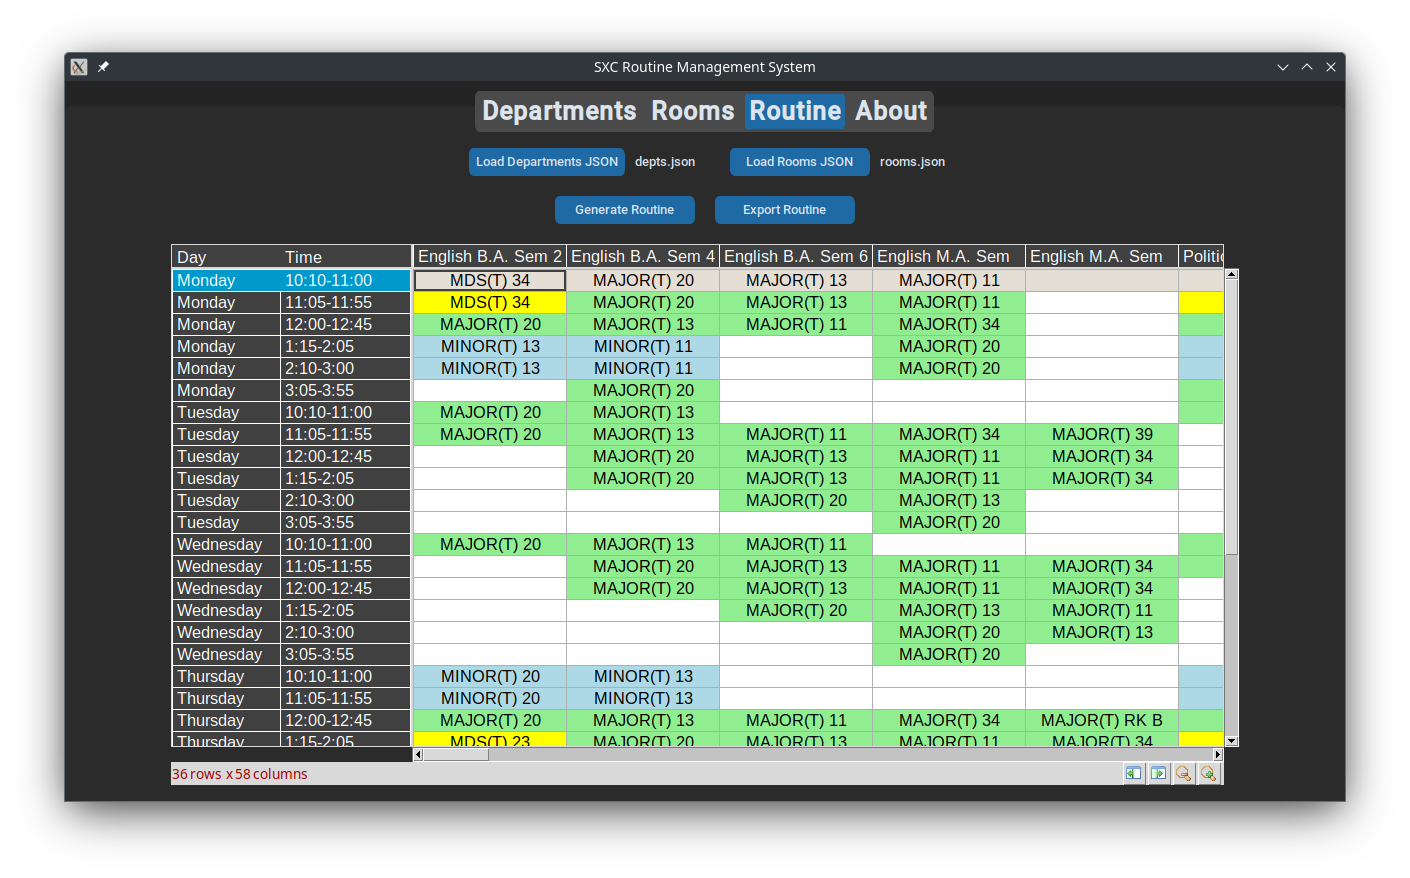 SXC Routine Management System
Departments Rooms Routine About
Load Departments JSON depts.json Load Rooms JSON rooms.json
Generate Routine Export Routine
Day Time English B.A. Sem 2 English B.A. Sem 4 English B.A. Sem 6 English M.A. Sem English M.A. Sem
Monday 10:10-11:00 MDS(T) 34 MAJOR(T) 20 MAJOR(T) 13 MAJOR(T) 11
Monday 11:05-11:55 MDS(T) 34 MAJOR(T) 20 MAJOR(T) 13 MAJOR(T) 11
Monday 12:00-12:45 MAJOR(T) 20 MAJOR(T) 13 MAJOR(T) 11 MAJOR(T) 34
Monday 1:15-2:05 MINOR(T) 13 MINOR(T) 11 MAJOR(T) 20
Monday 2:10-3:00 MINOR(T) 13 MINOR(T) 11 MAJOR(T) 20
Monday 3:05-3:55 MAJOR(T) 20
Tuesday 10:10-11:00 MAJOR(T) 20 MAJOR(T) 13
Tuesday 11:05-11:55 MAJOR(T) 20 MAJOR(T) 13 MAJOR(T) 11 MAJOR(T) 34 MAJOR(T) 39
Tuesday 12:00-12:45 MAJOR(T) 20 MAJOR(T) 13 MAJOR(T) 11 MAJOR(T) 34
Tuesday 1:15-2:05 MAJOR(T) 20 MAJOR(T) 13 MAJOR(T) 11 MAJOR(T) 34
Tuesday 2:10-3:00 MAJOR(T) 20 MAJOR(T) 13
Tuesday 3:05-3:55 MAJOR(T) 20
Wednesday 10:10-11:00 MAJOR(T) 20 MAJOR(T) 13 MAJOR(T) 11
Wednesday 11:05-11:55 MAJOR(T) 20 MAJOR(T) 13 MAJOR(T) 11 MAJOR(T) 34
Wednesday 12:00-12:45 MAJOR(T) 20 MAJOR(T) 13 MAJOR(T) 11 MAJOR(T) 34
Wednesday 1:15-2:05 MAJOR(T) 20 MAJOR(T) 13 MAJOR(T) 11
Wednesday 2:10-3:00 MAJOR(T) 20 MAJOR(T) 13
Wednesday 3:05-3:55 MAJOR(T) 20
Thursday 10:10-11:00 MINOR(T) 20 MINOR(T) 13
Thursday 11:05-11:55 MINOR(T) 20 MINOR(T) 13
Thursday 12:00-12:45 MAJOR(T) 20 MAJOR(T) 13 MAJOR(T) 11 MAJOR(T) 34 MAJOR(T) RK B
Thursday 1:15-2:05 MDS(T) 23 MAJOR(T) 20 MAJOR(T) 13 MAJOR(T) 11 MAJOR(T) 34
36 rows x 58 columns